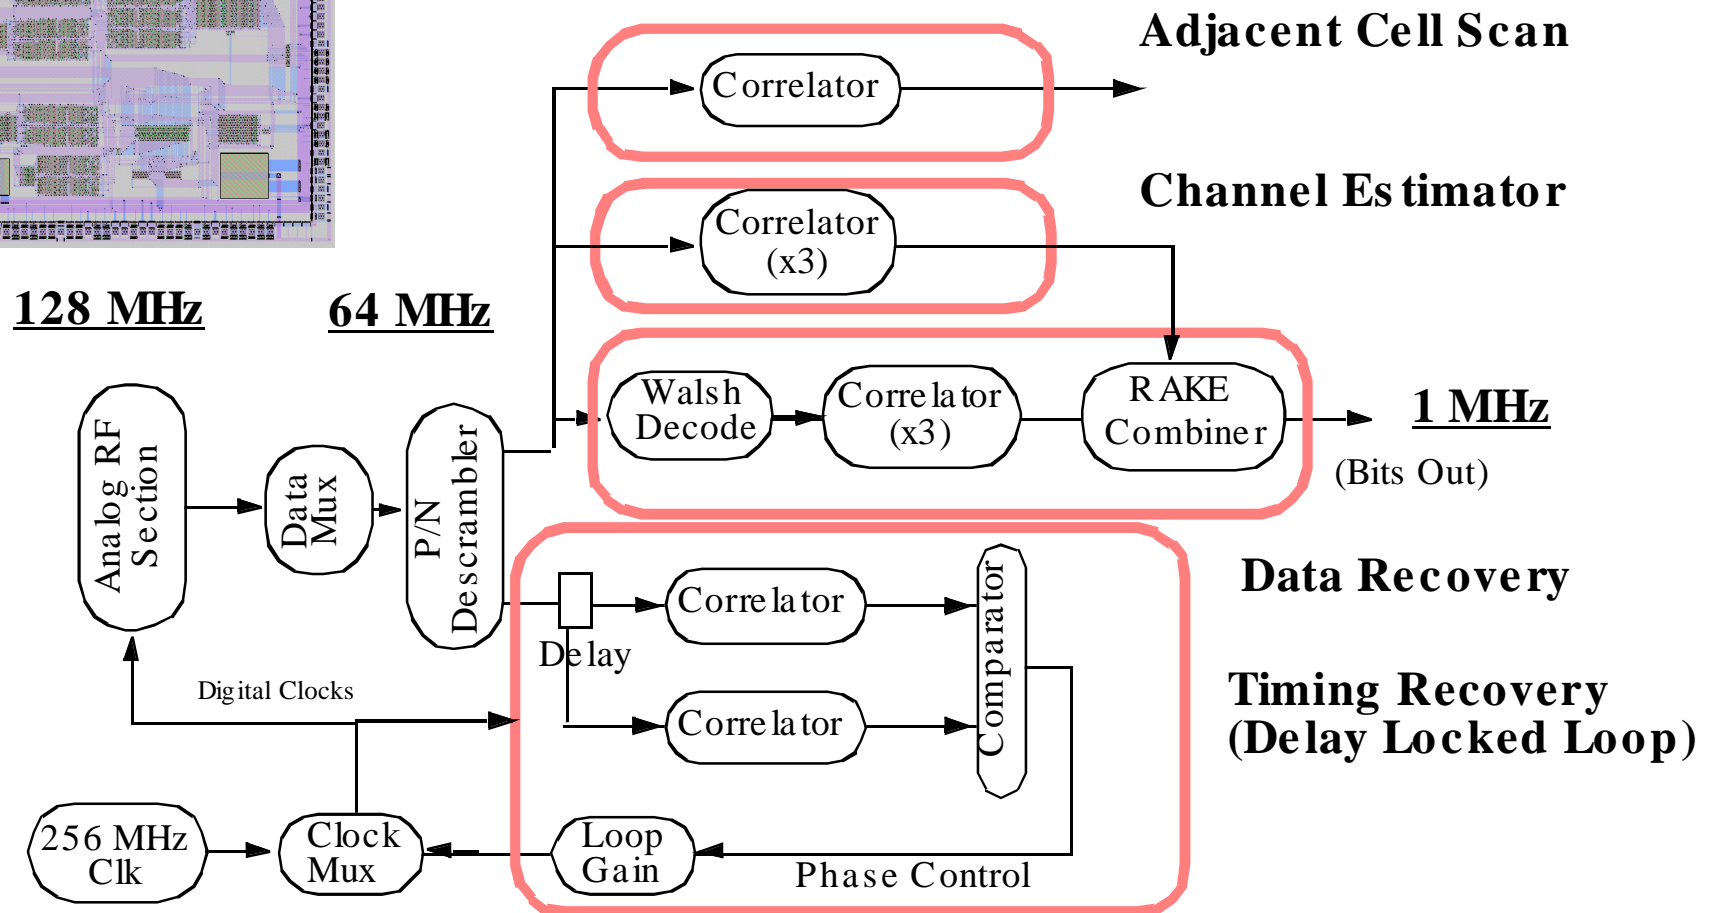 Adjacent Cell Scan
Correlator
Channel Estimator
Correlator
(x3)
128 MHz
64 MHz
Walsh
Decode
Correlator
(x3)
RAKE
Combiner
1 MHz
(Bits Out)
Analog RF
Section
Data
Mux
P/N
Descrambler
Data Recovery
Correlator
Delay
Comparator
Digital Clocks
Correlator
Timing Recovery
(Delay Locked Loop)
256 MHz
Clk
Clock
Mux
Loop
Gain
Phase Control